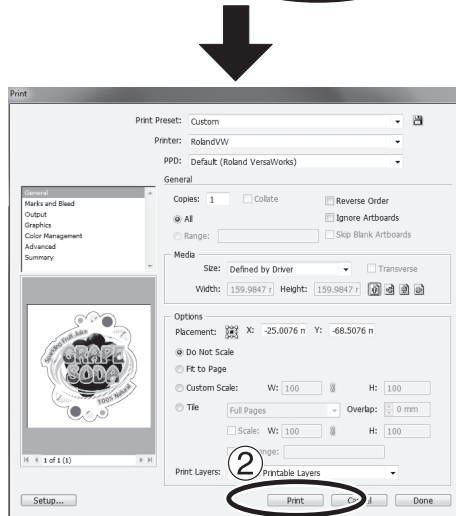 Print
Print Preset: Custom
Printer: RolandVW
PPD: Default (Roland VersaWorks)
General
Marks and Bleed
Output
Graphics
Color Management
Advanced
Summary
General
Copies: 1 Collate Reverse Order
All Ignore Artboards
Range: Skip Blank Artboards
Media
Size: Defined by Driver Transverse
Width: 159.9847 r Height: 159.9847 r
Options
Placement: X: -25.0076 n Y: -68.5076 n
Do Not Scale
Fit to Page
Custom Scale: W: 100 H: 100
Tile Full Pages Overlap: 0 mm
Scale: W: 100 H: 100
Print Layers: Printable Layers
Sparkling Fruit Juice
GRAPE
SODA
100% Natural
1 of 1 (1)
2
Setup... Print Done